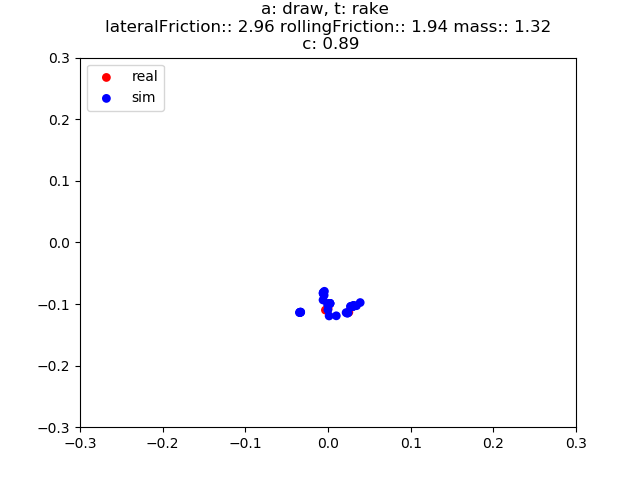 a: draw, t: rake
lateralFriction:: 2.96 rollingFriction:: 1.94 mass:: 1.32
c: 0.89
real
sim
0.3
0.2
0.1
0.0
−0.1
−0.2
−0.3
−0.3 −0.2 −0.1 0.0 0.1 0.2 0.3